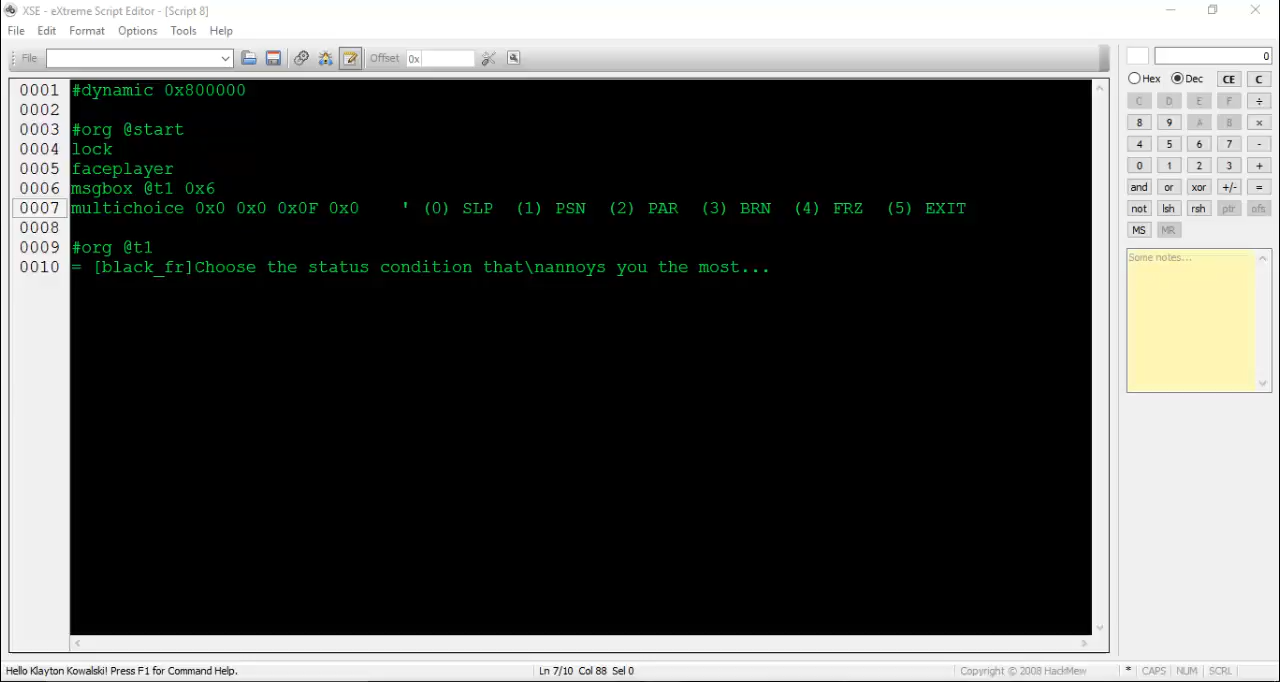 XSE - eXtreme Script Editor - [Script 8]
File Edit Format Options Tools Help
File Offset 0x
0
Hex Dec CE C
C D E F ÷
8 9 A B ×
4 5 6 7 -
0 1 2 3 +
and or xor +/- =
not lsh rsh ptr ofs
MS MR
Some notes...
0001 #dynamic 0x800000
0002
0003 #org @start
0004 lock
0005 faceplayer
0006 msgbox @t1 0x6
0007 multichoice 0x0 0x0 0x0F 0x0 ' (0) SLP (1) PSN (2) PAR (3) BRN (4) FRZ (5) EXIT
0008
0009 #org @t1
0010 = [black_fr]Choose the status condition that\nannoys you the most...
Hello Klayton Kowalski! Press F1 for Command Help. Ln 7/10 Col 88 Sel 0 Copyright © 2008 HackMew * CAPS NUM SCRL